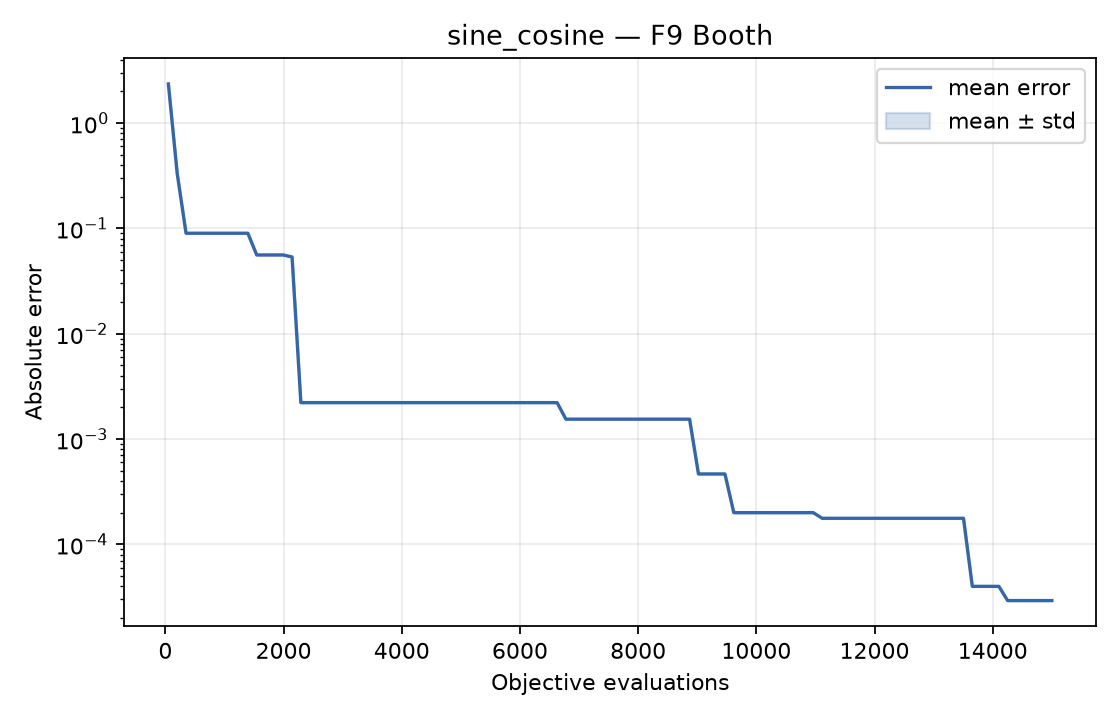 sine_cosine — F9 Booth
mean error
mean ± std
Absolute error
10⁰
10⁻¹
10⁻²
10⁻³
10⁻⁴
0 2000 4000 6000 8000 10000 12000 14000
Objective evaluations